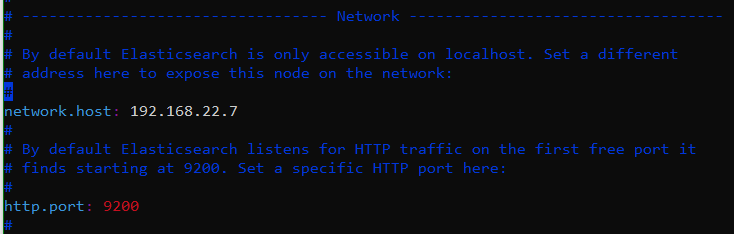 # ---------------------------------- Network -----------------------------------
#
# By default Elasticsearch is only accessible on localhost. Set a different
# address here to expose this node on the network:
#
network.host: 192.168.22.7
#
# By default Elasticsearch listens for HTTP traffic on the first free port it
# finds starting at 9200. Set a specific HTTP port here:
#
http.port: 9200
#